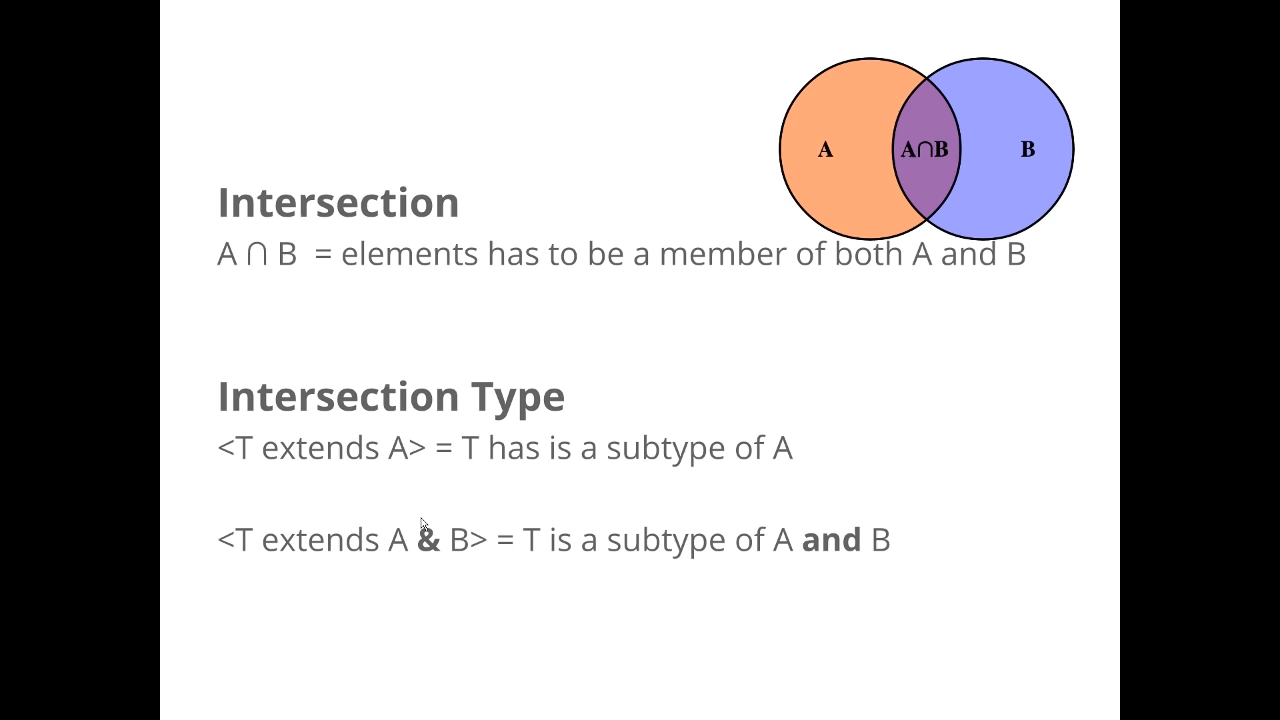 A
A∩B
B
Intersection
A ∩ B = elements has to be a member of both A and B
Intersection Type
<T extends A> = T has is a subtype of A
<T extends A & B> = T is a subtype of A and B